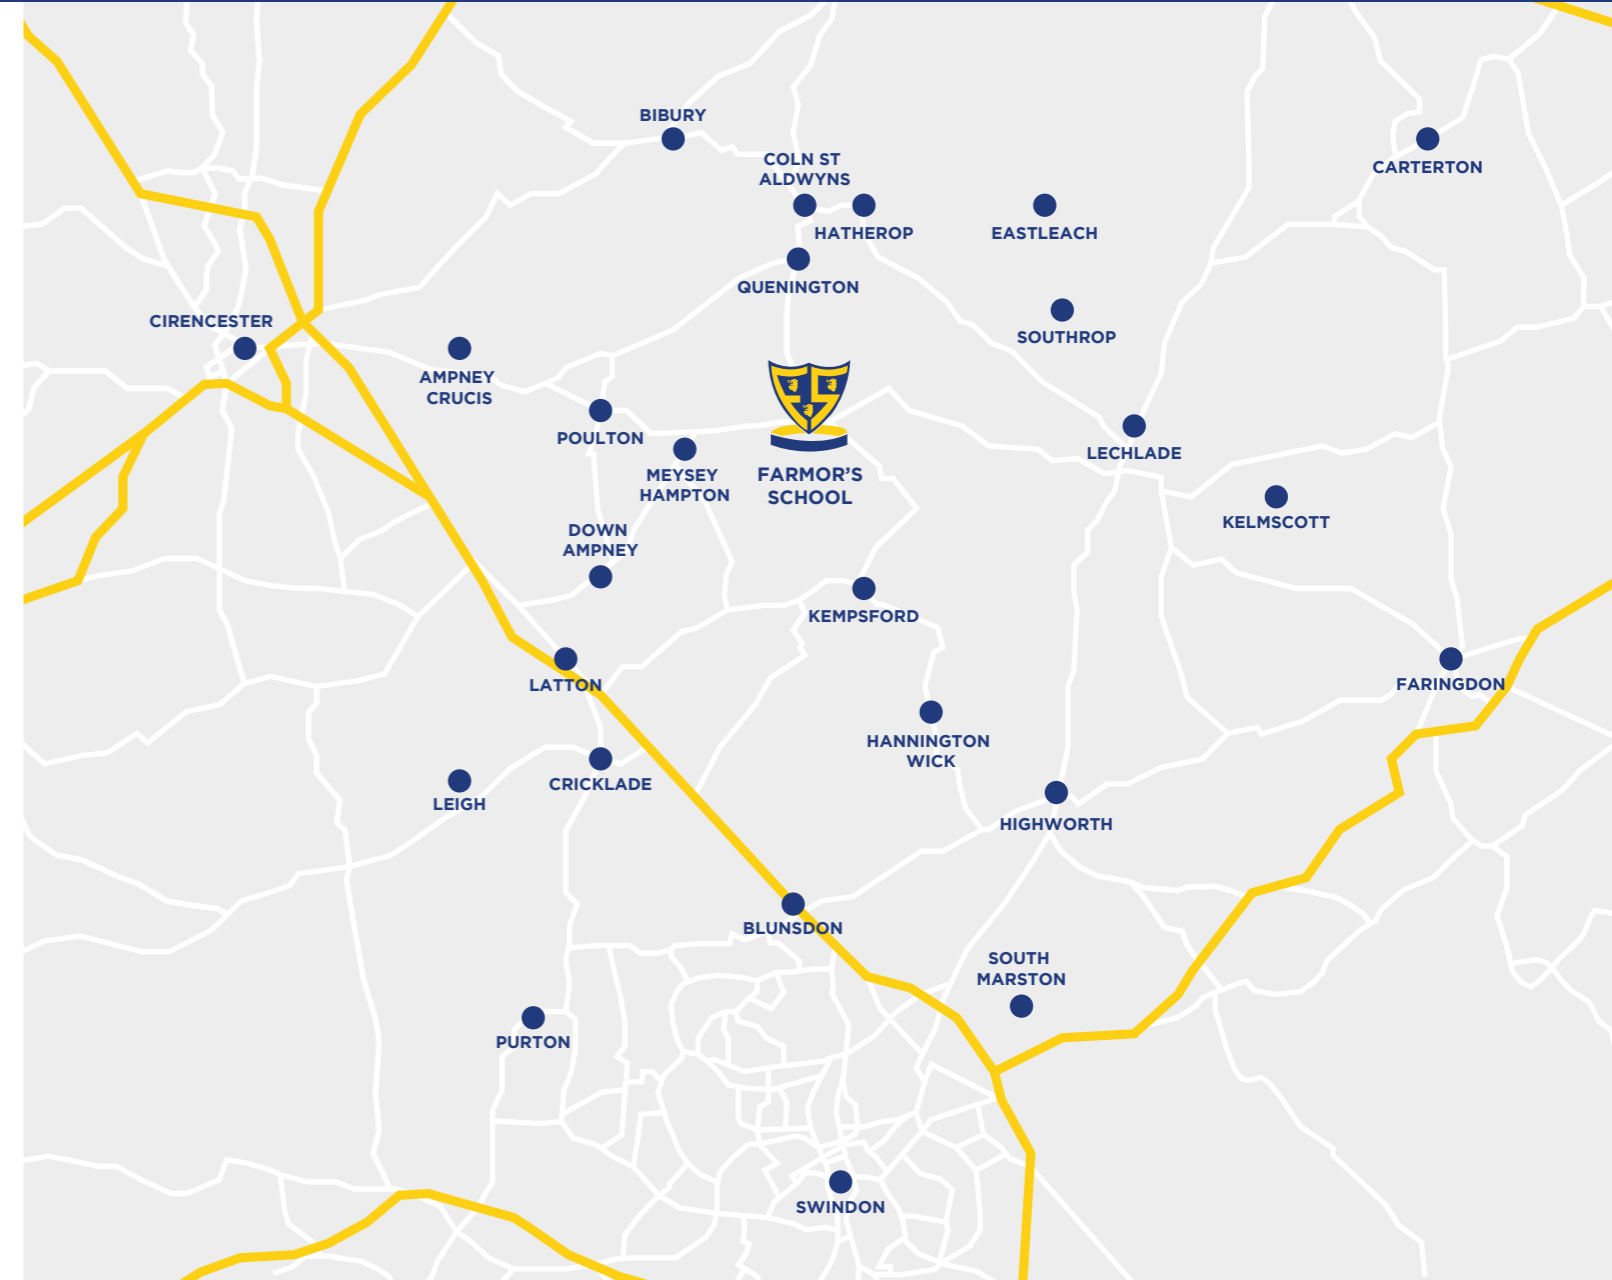 BIBURY
COLN ST
ALDWYNS
CARTERTON
HATHEROP
EASTLEACH
QUENINGTON
CIRENCESTER
SOUTHROP
AMPNEY
CRUCIS
POULTON
LECHLADE
MEYSEY
HAMPTON
FARMOR'S
SCHOOL
KELMSCOTT
DOWN
AMPNEY
KEMPSFORD
LATTON
FARINGDON
HANNINGTON
WICK
CRICKLADE
LEIGH
HIGHWORTH
BLUNSDON
SOUTH
MARSTON
PURTON
SWINDON